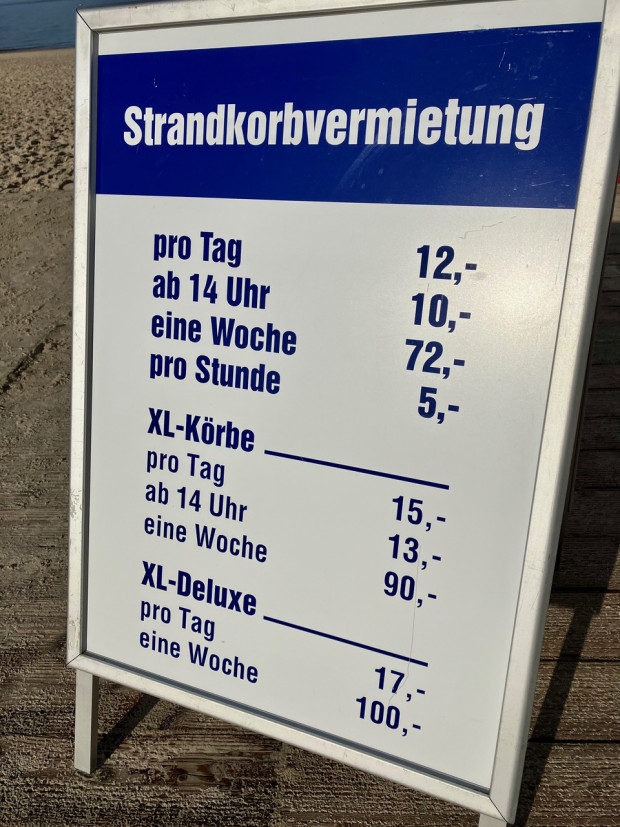 Strandkorbvermietung
pro Tag 12,-
ab 14 Uhr 10,-
eine Woche 72,-
pro Stunde 5,-
XL-Körbe
pro Tag 15,-
ab 14 Uhr 13,-
eine Woche 90,-
XL-Deluxe
pro Tag 17,-
eine Woche 100,-